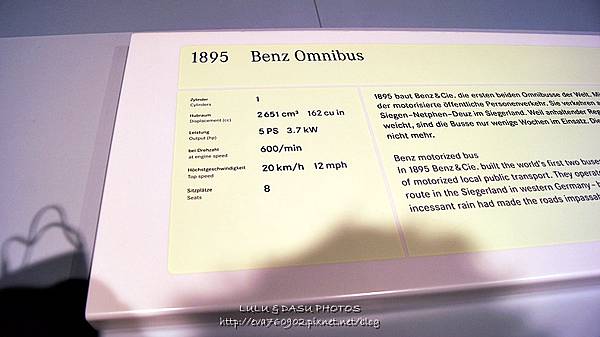 1895 Benz Omnibus
Zylinder
Cylinders
1
Hubraum
Displacement (cc)
2 651 cm³ 162 cu in
Leistung
Output (hp)
5 PS 3.7 kW
bei Drehzahl
at engine speed
600/min
Höchstgeschwindigkeit
Top speed
20 km/h 12 mph
Sitzplätze
Seats
8
1895 baut Benz & Cie. die ersten beiden Omnibusse der Welt.
der motorisierte öffentliche Personenverkehr. Sie verkehren
Siegen–Netphen–Deuz im Siegerland. Weil anhaltender
weicht, sind die Busse nur wenige Wochen im Einsatz.
nicht mehr.
Benz motorized bus
In 1895 Benz & Cie. built the world's first two buses
of motorized local public transport. They
route in the Siegerland in western Germany –
incessant rain had made the roads
LULU & DASU PHOTOS
http://eva760902.pixnet.net/blog